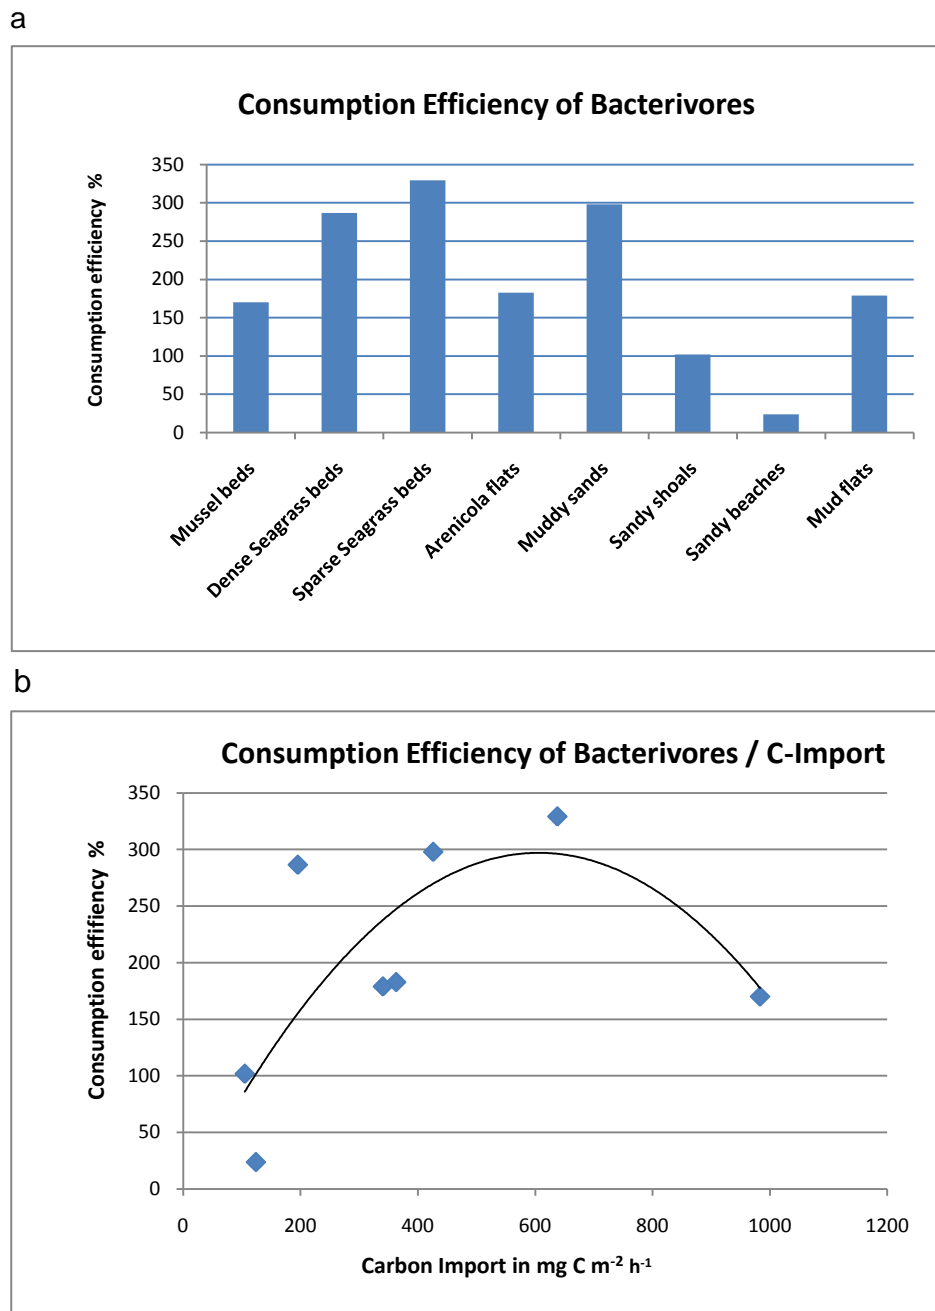 a
Consumption Efficiency of Bacterivores
Consumption efficiency %
350
300
250
200
150
100
50
0
Mussel beds
Dense Seagrass beds
Sparse Seagrass beds
Arenicola flats
Muddy sands
Sandy shoals
Sandy beaches
Mud flats
b
Consumption Efficiency of Bacterivores / C-Import
Consumption effifiency %
350
300
250
200
150
100
50
0
0 200 400 600 800 1000 1200
Carbon Import in mg C m⁻² h⁻¹